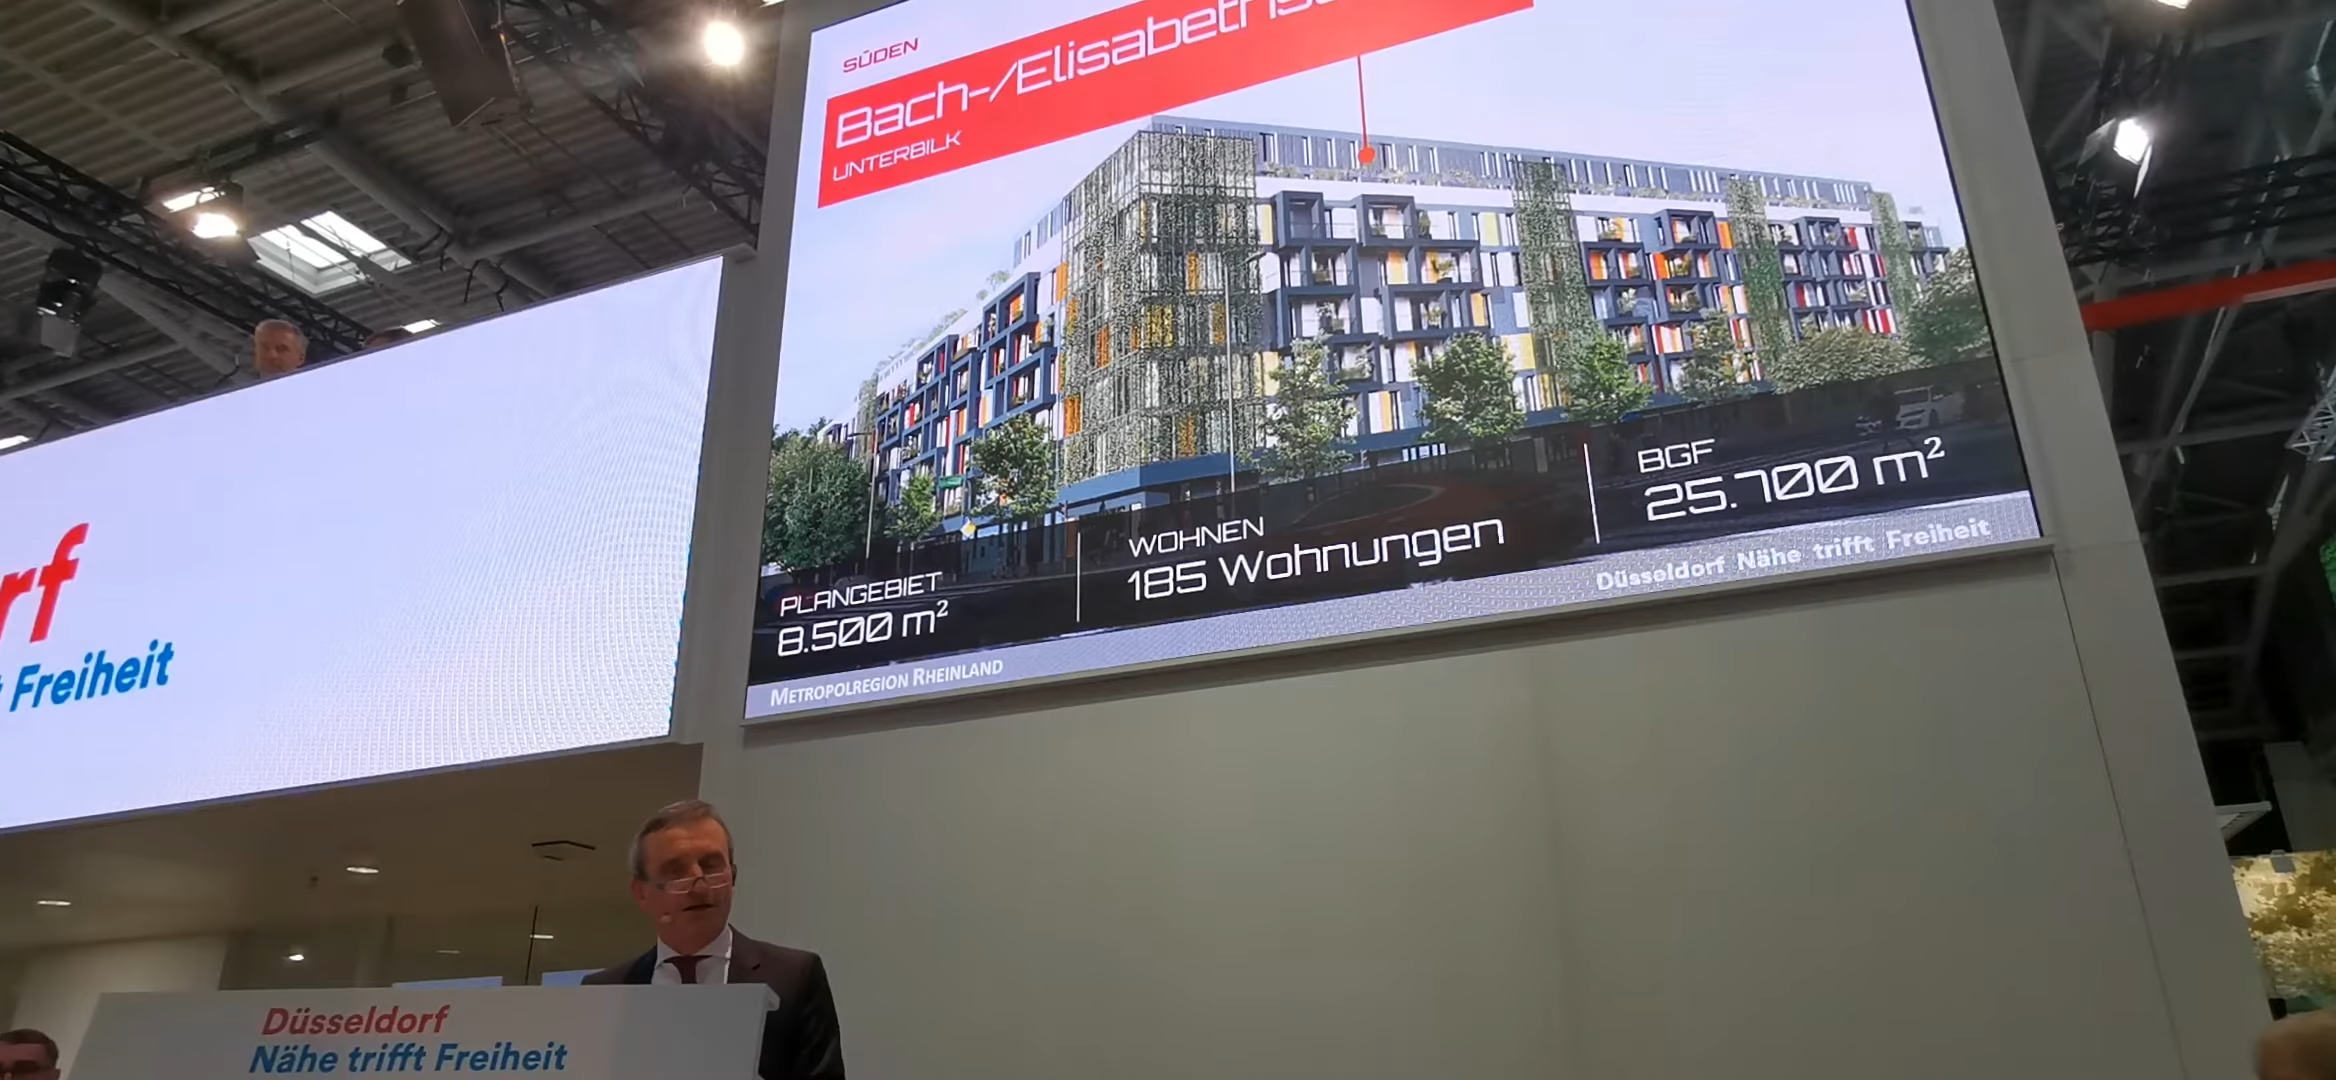 SÜDEN
Bach-/Elisabeths
UNTERBILK
PLANGEBIET
8.500 m²
WOHNEN
185 Wohnungen
BGF
25.700 m²
METROPOLREGION RHEINLAND
Düsseldorf Nähe trifft Freiheit
rf
t Freiheit
Düsseldorf
Nähe trifft Freiheit